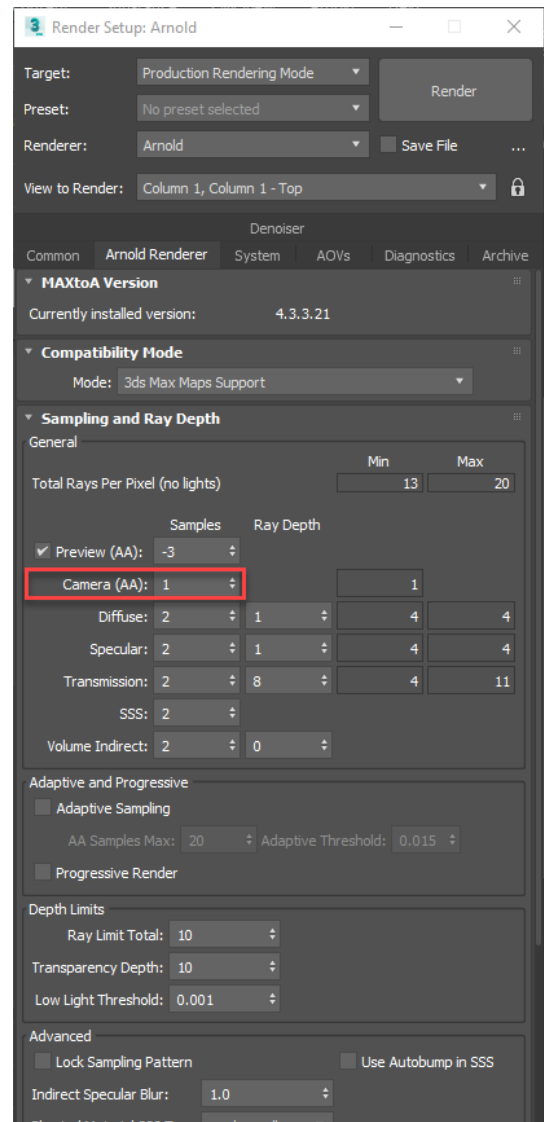 3 Render Setup: Arnold
Target: Production Rendering Mode
Render
Preset: No preset selected
Renderer: Arnold Save File ...
View to Render: Column 1, Column 1 - Top
Denoiser
Common Arnold Renderer System AOVs Diagnostics Archive
MAXtoA Version
Currently installed version: 4.3.3.21
Compatibility Mode
Mode: 3ds Max Maps Support
Sampling and Ray Depth
General
Min Max
Total Rays Per Pixel (no lights) 13 20
Samples Ray Depth
Preview (AA): -3
Camera (AA): 1 1
Diffuse: 2 1 4 4
Specular: 2 1 4 4
Transmission: 2 8 4 11
SSS: 2
Volume Indirect: 2 0
Adaptive and Progressive
Adaptive Sampling
AA Samples Max: 20 Adaptive Threshold: 0.015
Progressive Render
Depth Limits
Ray Limit Total: 10
Transparency Depth: 10
Low Light Threshold: 0.001
Advanced
Lock Sampling Pattern Use Autobump in SSS
Indirect Specular Blur: 1.0